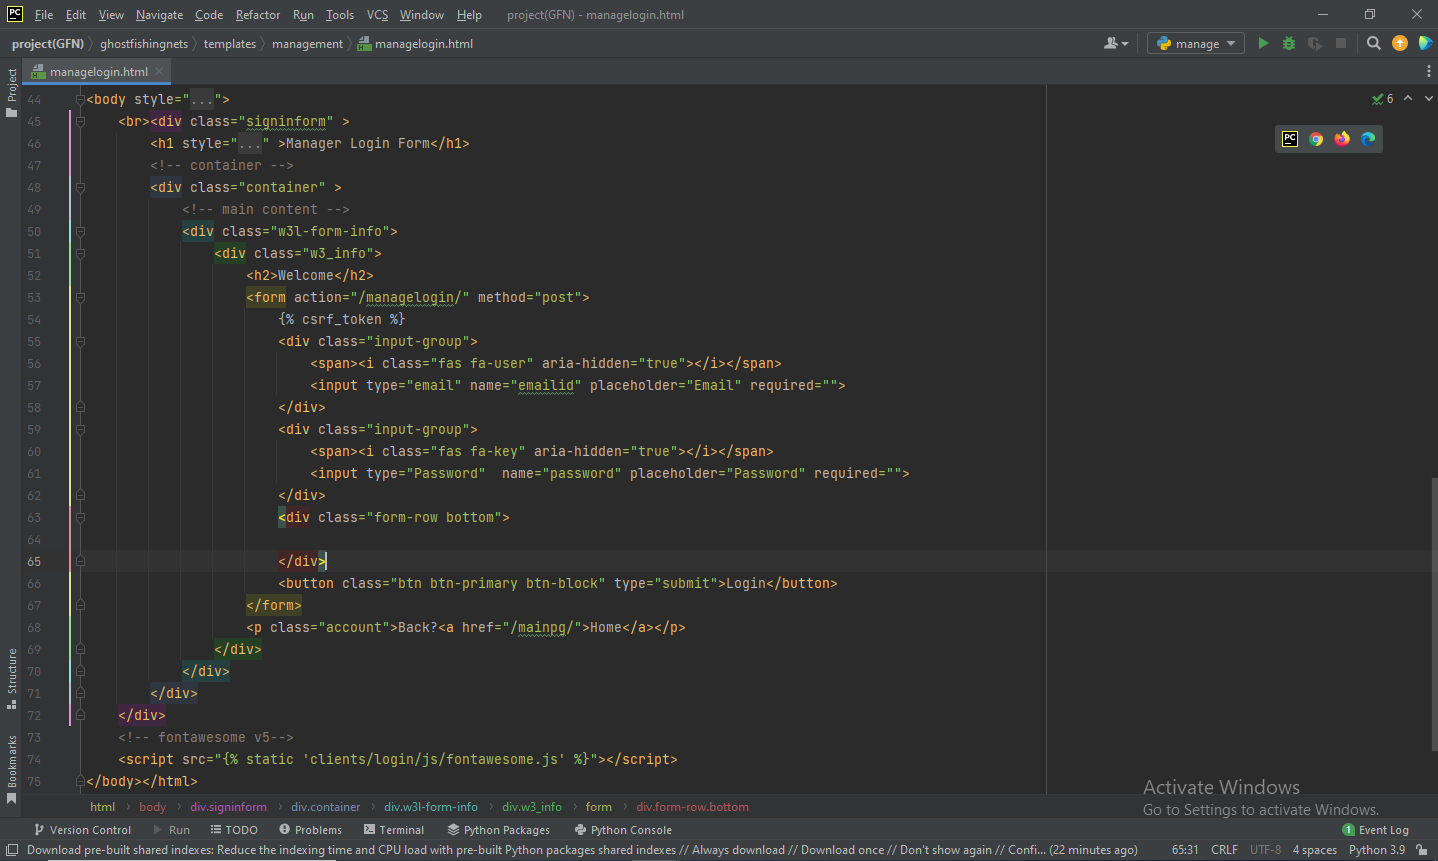 PC File Edit View Navigate Code Refactor Run Tools VCS Window Help project(GFN) - managelogin.html
project(GFN) ghostfishingnets templates management managelogin.html manage
managelogin.html
Project
6
44 <body style="...">
45 <br><div class="signinform" >
46 <h1 style="..." >Manager Login Form</h1>
47 <!-- container -->
48 <div class="container" >
49 <!-- main content -->
50 <div class="w3l-form-info">
51 <div class="w3_info">
52 <h2>Welcome</h2>
53 <form action="/managelogin/" method="post">
54 {% csrf_token %}
55 <div class="input-group">
56 <span><i class="fas fa-user" aria-hidden="true"></i></span>
57 <input type="email" name="emailid" placeholder="Email" required="">
58 </div>
59 <div class="input-group">
60 <span><i class="fas fa-key" aria-hidden="true"></i></span>
61 <input type="Password"  name="password" placeholder="Password" required="">
62 </div>
63 <div class="form-row bottom">
64
65 </div>
66 <button class="btn btn-primary btn-block" type="submit">Login</button>
67 </form>
68 <p class="account">Back?<a href="/mainpg/">Home</a></p>
69 </div>
70 </div>
71 </div>
72 </div>
73 <!-- fontawesome v5-->
74 <script src="{% static 'clients/login/js/fontawesome.js' %}"></script>
75 </body></html>
PC
Structure
Bookmarks
Activate Windows
Go to Settings to activate Windows.
html body div.signinform div.container div.w3l-form-info div.w3_info form div.form-row.bottom
Version Control Run TODO Problems Terminal Python Packages Python Console 1 Event Log
Download pre-built shared indexes: Reduce the indexing time and CPU load with pre-built Python packages shared indexes // Always download // Download once // Don't show again // Confi... (22 minutes ago) 65:31 CRLF UTF-8 4 spaces Python 3.9